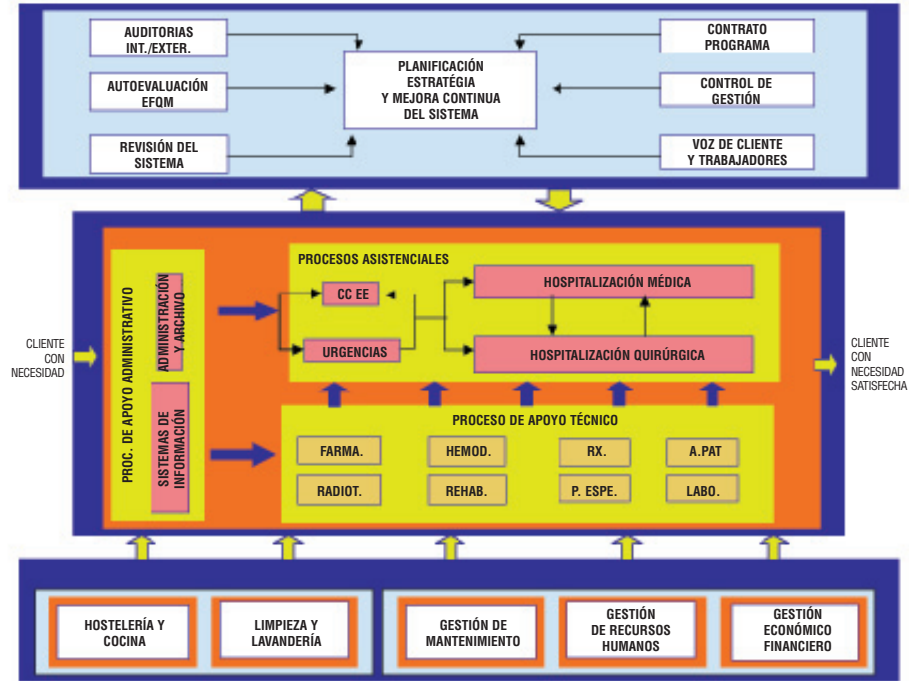 AUDITORIAS
INT./EXTER.
AUTOEVALUACIÓN
EFQM
REVISIÓN DEL
SISTEMA
PLANIFICACIÓN
ESTRATÉGIA
Y MEJORA CONTINUA
DEL SISTEMA
CONTRATO
PROGRAMA
CONTROL DE
GESTIÓN
VOZ DE CLIENTE
Y TRABAJADORES
CLIENTE
CON
NECESIDAD
PROC. DE APOYO ADMINISTRATIVO
ADMINISTRACIÓN
Y ARCHIVO
SISTEMAS DE
INFORMACIÓN
PROCESOS ASISTENCIALES
CC EE
URGENCIAS
HOSPITALIZACIÓN MÉDICA
HOSPITALIZACIÓN QUIRÚRGICA
PROCESO DE APOYO TÉCNICO
FARMA.
HEMOD.
RX.
A.PAT
RADIOT.
REHAB.
P. ESPE.
LABO.
CLIENTE
CON
NECESIDAD
SATISFECHA
HOSTELERÍA Y
COCINA
LIMPIEZA Y
LAVANDERÍA
GESTIÓN DE
MANTENIMIENTO
GESTIÓN
DE RECURSOS
HUMANOS
GESTIÓN
ECONÓMICO
FINANCIERO